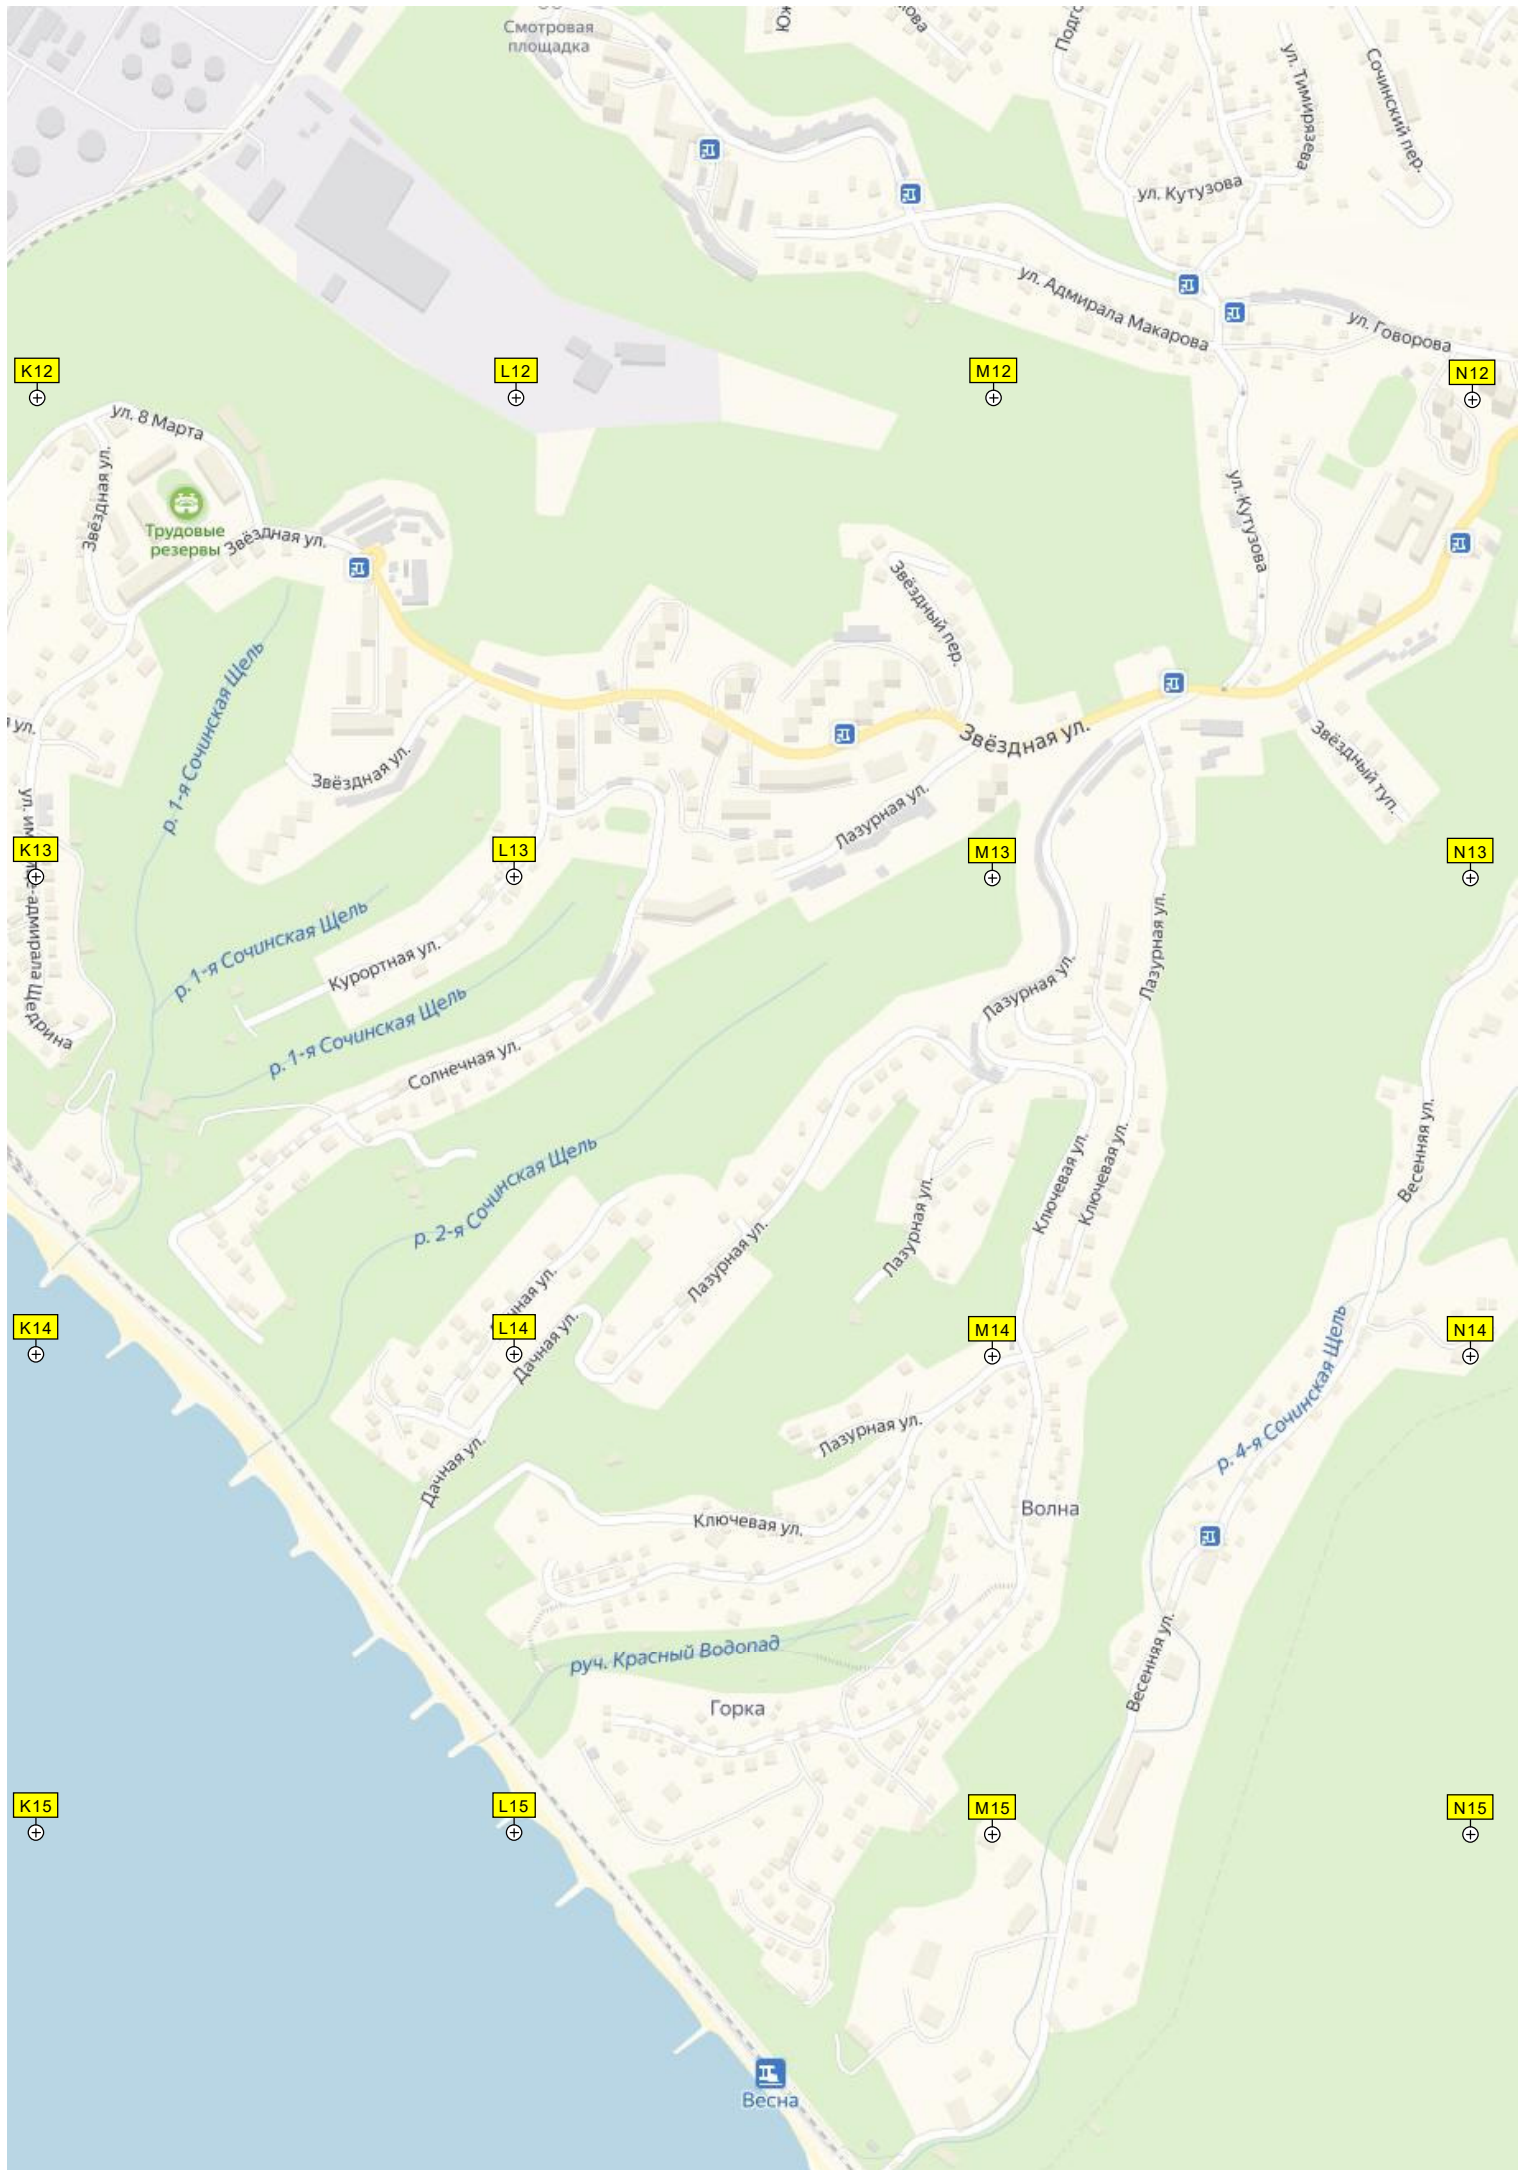 Смотровая
площадка
ул. Тимирязева
Сочинский пер.
ул. Кутузова
ул. Адмирала Макарова
ул. Говорова
K12
L12
M12
N12
ул. 8 Марта
Звёздная ул.
Трудовые
резервы
Звёздная ул.
ул. Кутузова
Звёздный пер.
р. 1-я Сочинская Щель
Звёздная ул.
Звёздная ул.
Звёздный туп.
Лазурная ул.
K13
L13
M13
N13
адмирала Щедрина
р. 1-я Сочинская Щель
Курортная ул.
Лазурная ул.
Лазурная ул.
р. 1-я Сочинская Щель
Солнечная ул.
Весенняя ул.
р. 2-я Сочинская Щель
Ключевая ул.
Ключевая ул.
Лазурная ул.
Лазурная ул.
K14
L14
M14
N14
Дачная ул.
р. 4-я Сочинская Щель
Лазурная ул.
Дачная ул.
Ключевая ул.
Волна
руч. Красный Водопад
Весенняя ул.
Горка
K15
L15
M15
N15
Весна